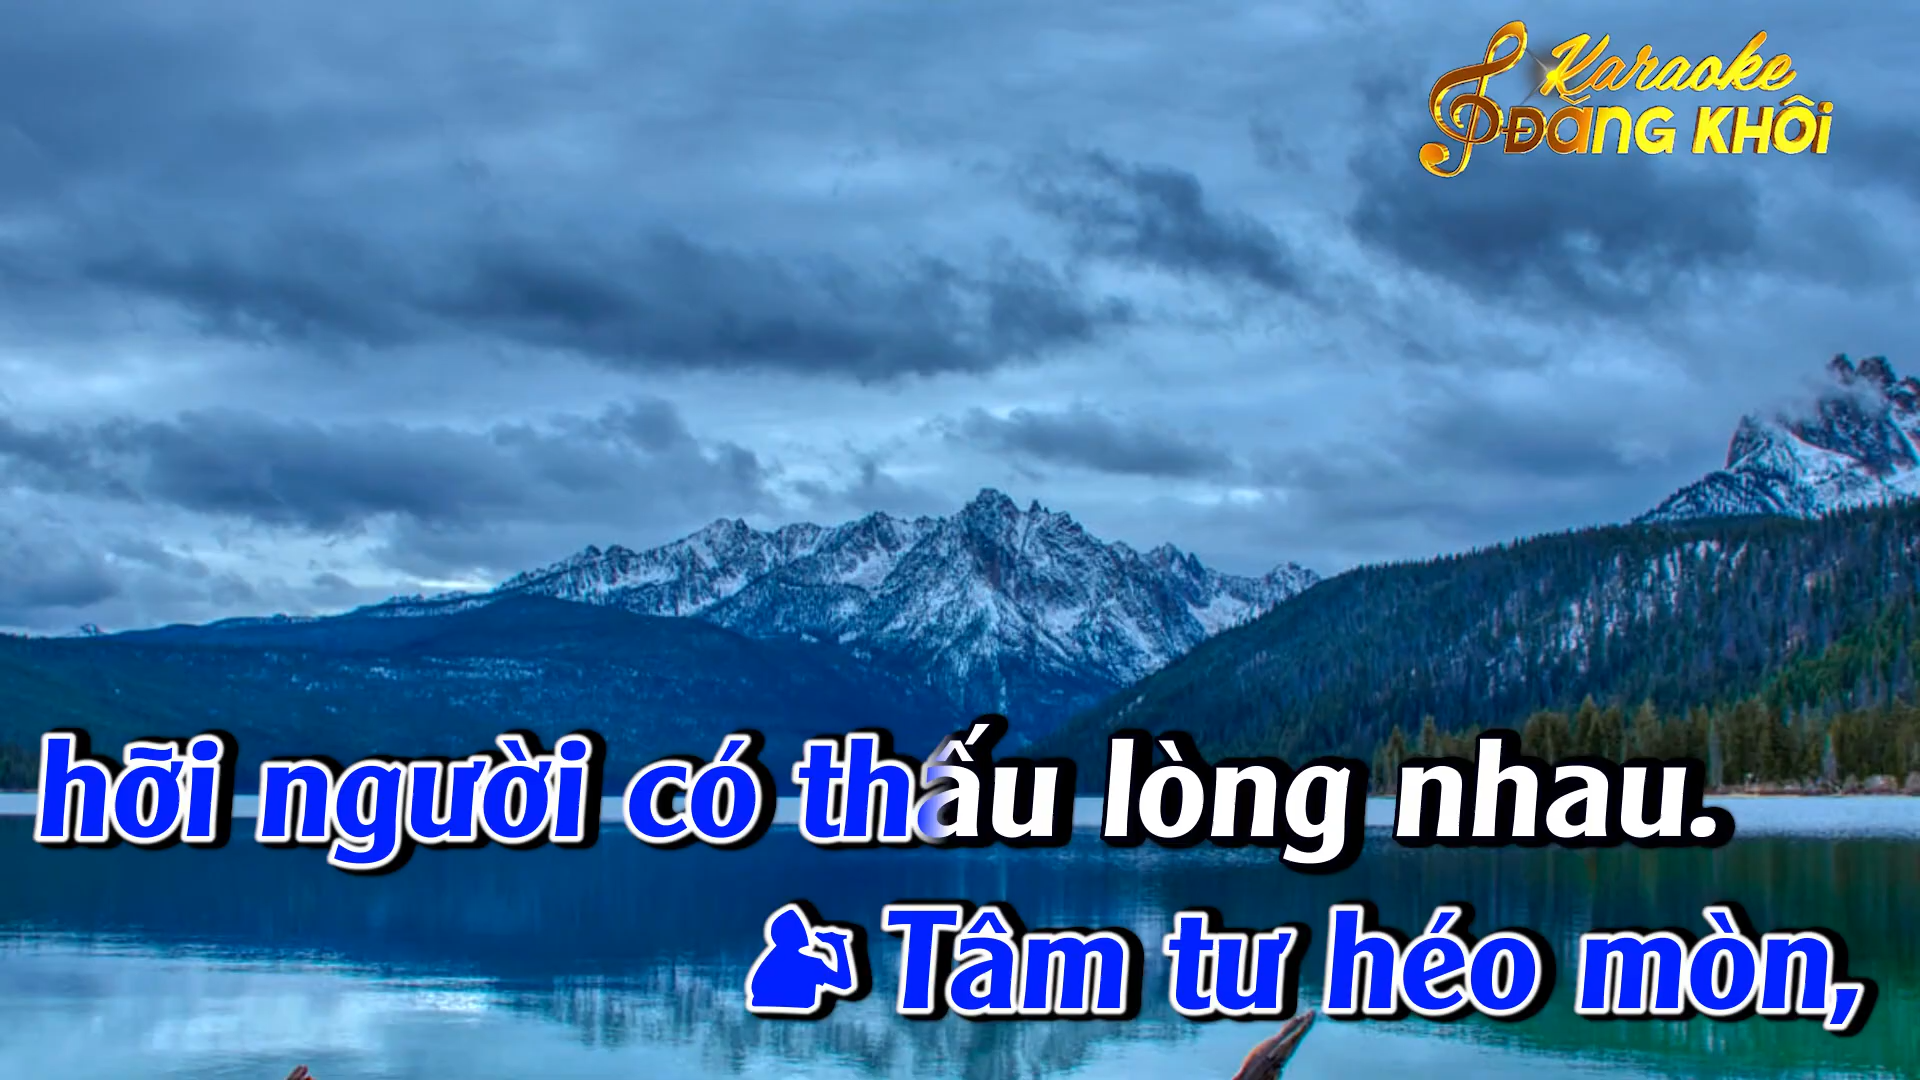 Karaoke
ĐĂNG KHÔI
hỡi người có thấu lòng nhau.
Tâm tư héo mòn,